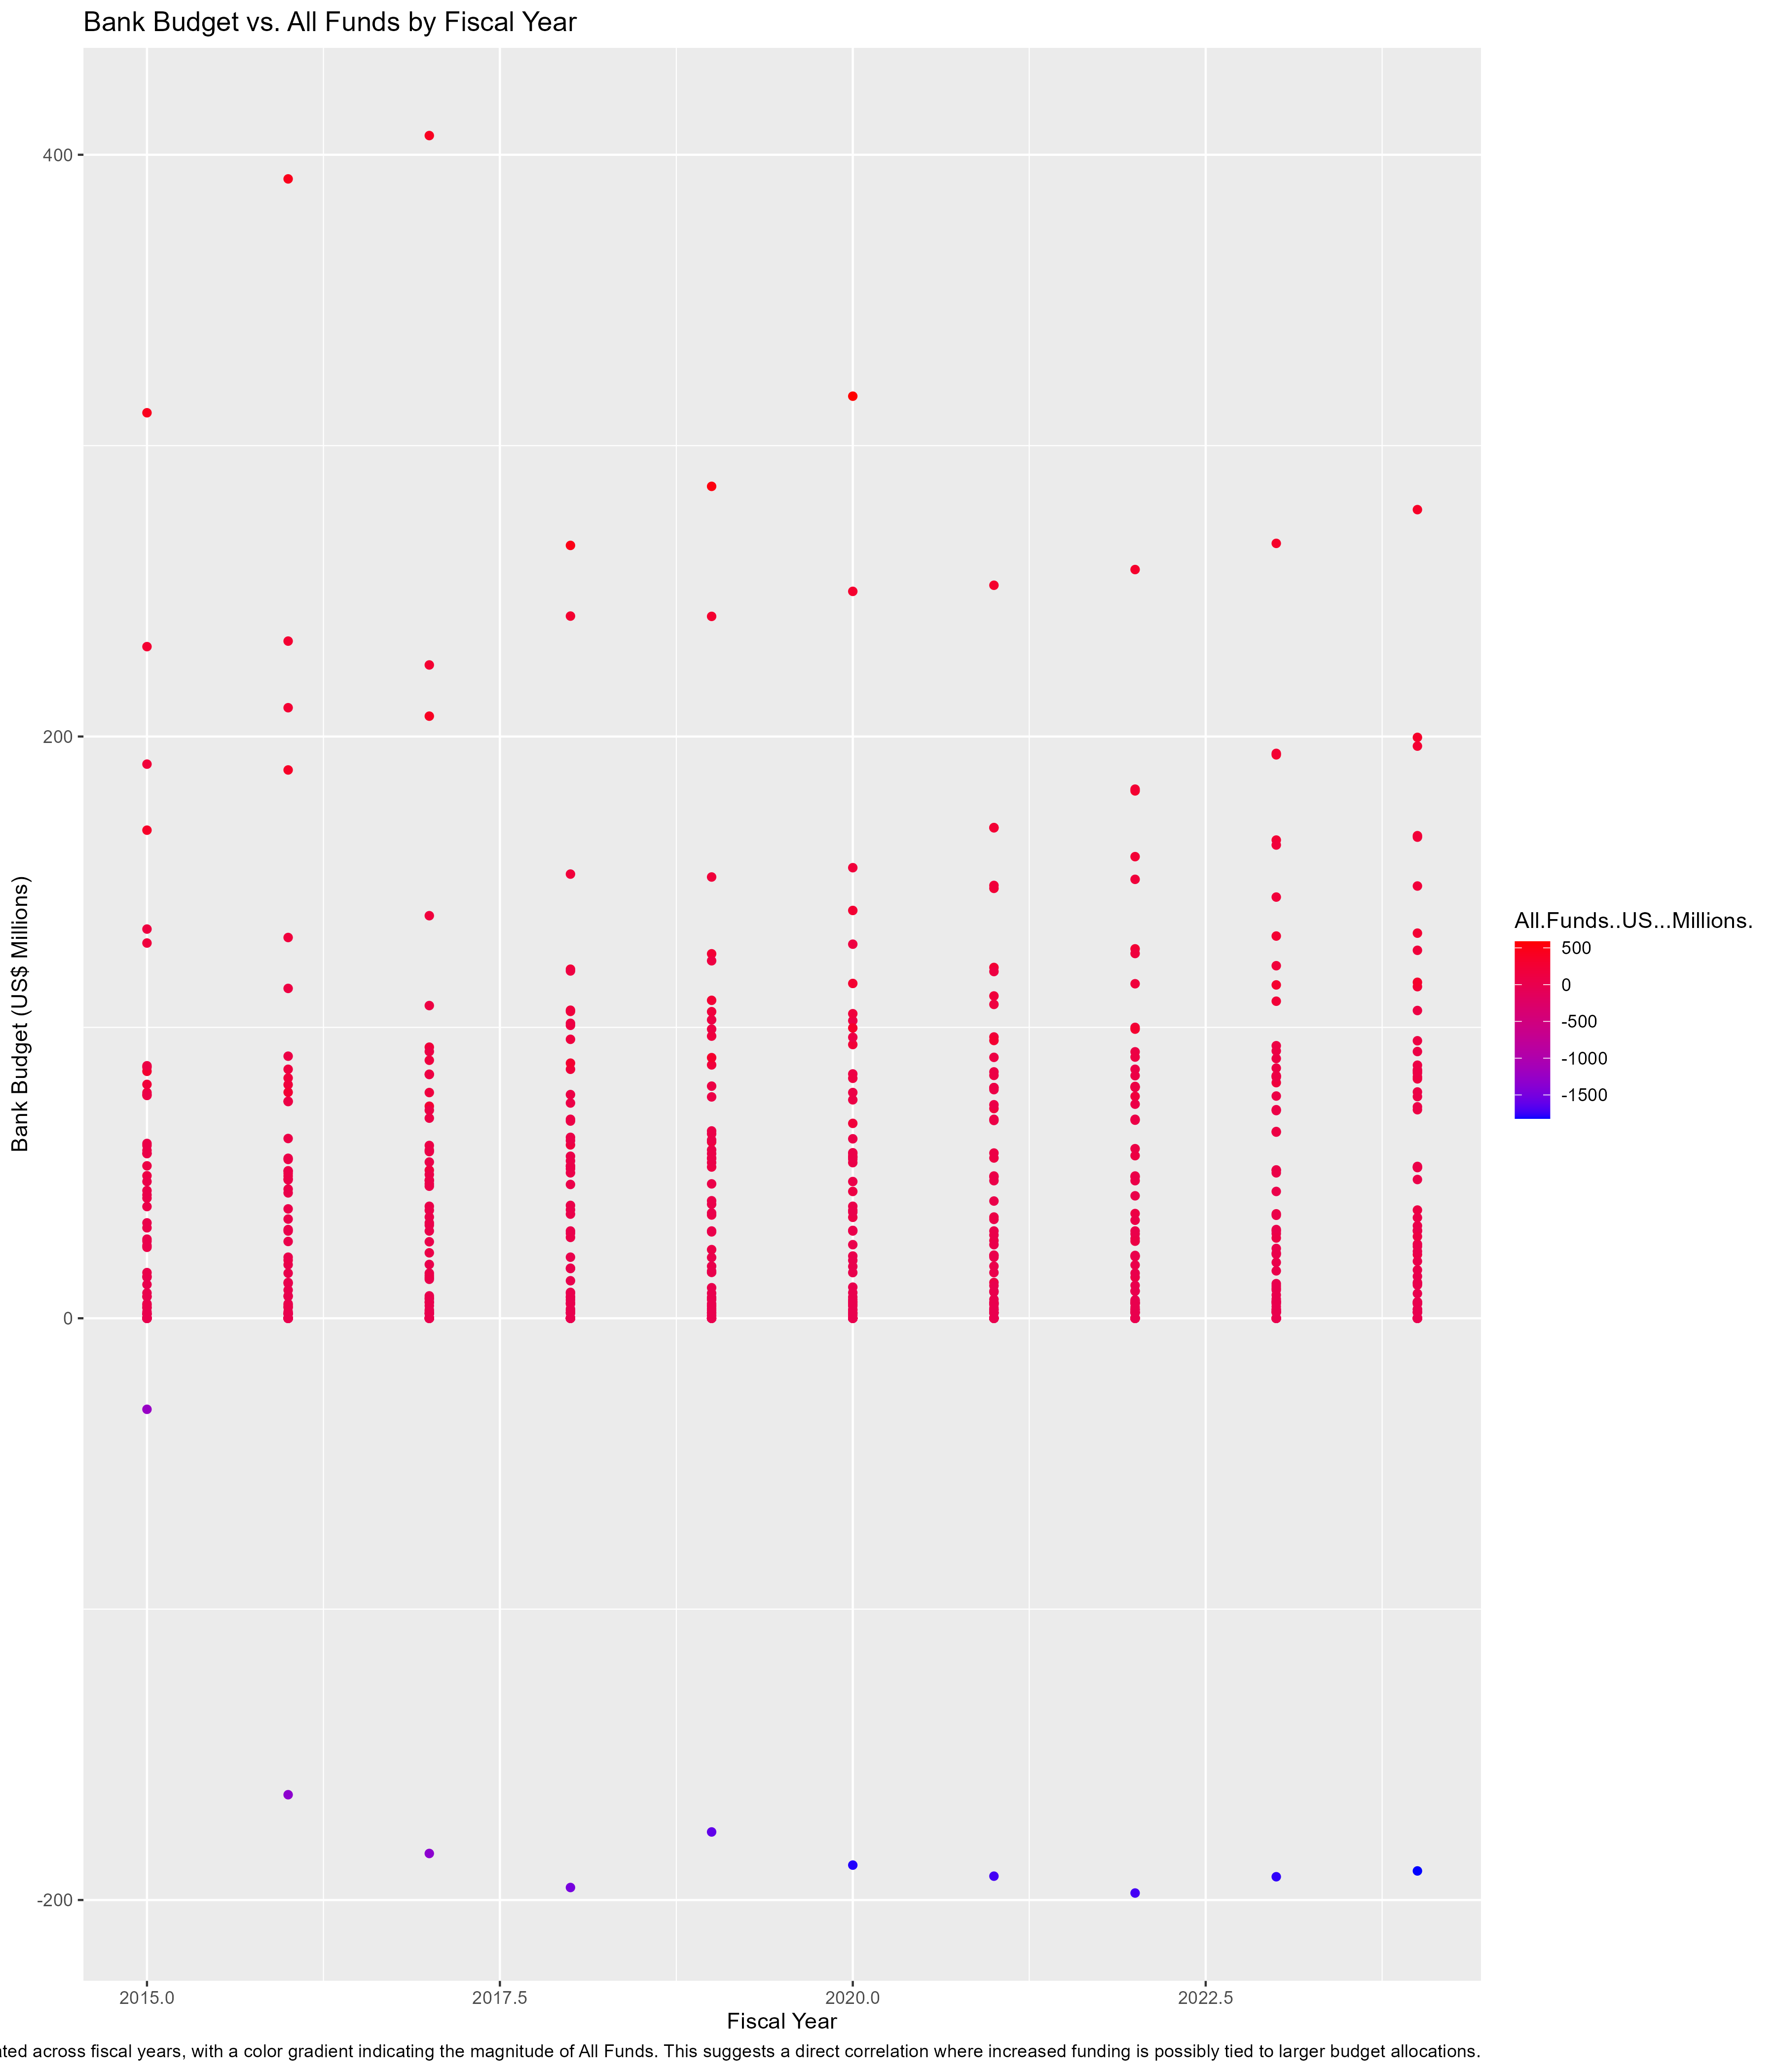 Bank Budget vs. All Funds by Fiscal Year
400
200
0
-200
Bank Budget (US$ Millions)
All.Funds..US...Millions.
500
0
-500
-1000
-1500
2015.0
2017.5
2020.0
2022.5
Fiscal Year
across fiscal years, with a color gradient indicating the magnitude of All Funds. This suggests a direct correlation where increased funding is possibly tied to larger budget allocations.